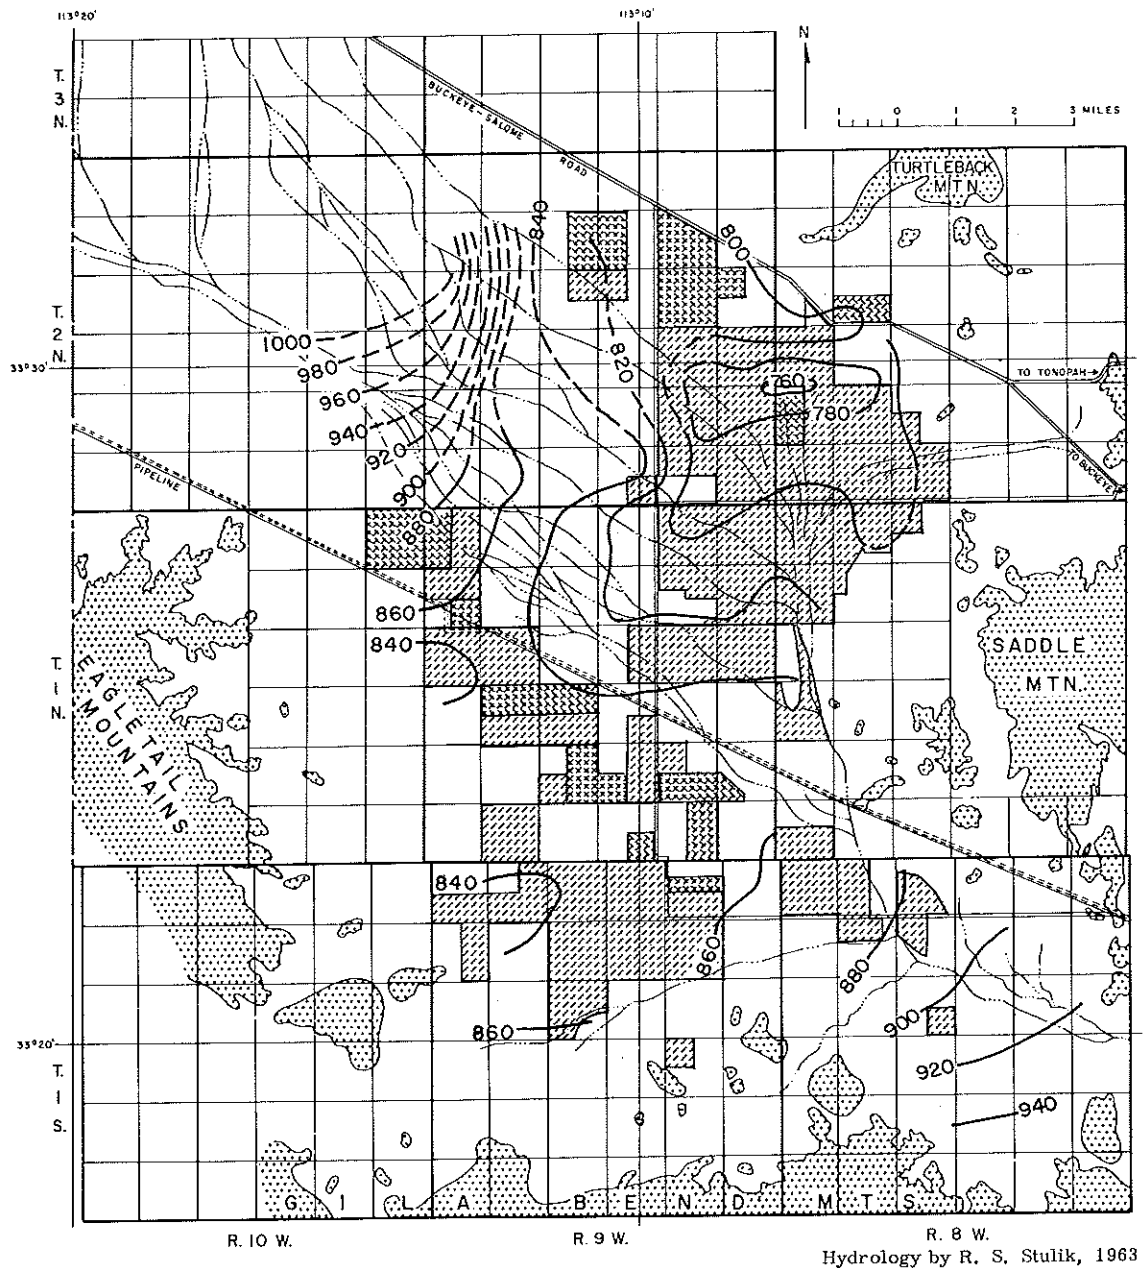 113°20'
113°10'
N
T.
3
N.
BUCKEYE-SALOME
ROAD
0 1 2 3 MILES
TURTLEBACK
MTN.
840
800
T.
2
N.
1000
820
980
33°30'
TO TONOPAH
760
960
780
940
920
TO BUCKEYE
PIPELINE
900
880
860
840
T.
1
N.
SADDLE
MTN.
EAGLETAIL
MOUNTAINS
840
860
880
860
900
33°20'
920
T.
1
S.
940
GILA BEND MTS
R. 10 W.
R. 9 W.
R. 8 W.
Hydrology by R. S. Stulik, 1963